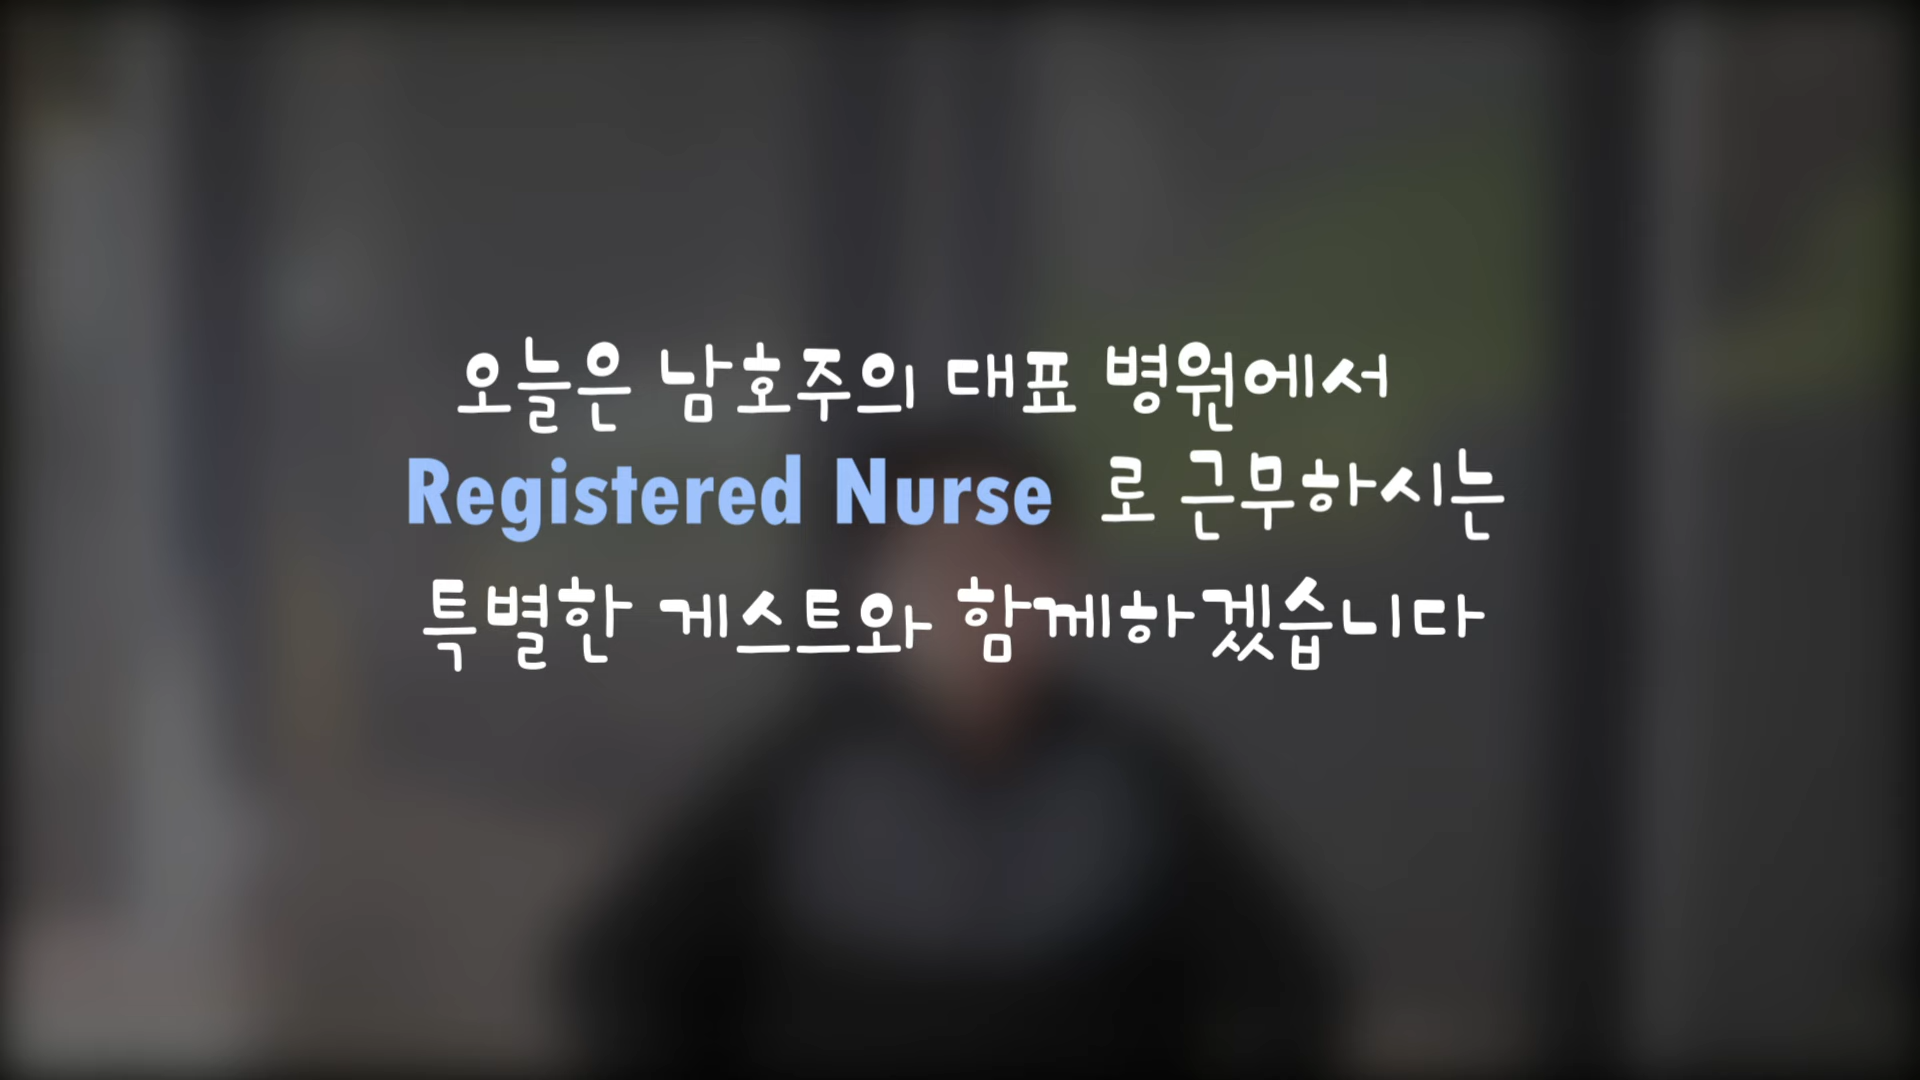 오늘은 남호주의 대표 병원에서
Registered Nurse 로 근무하시는
특별한 게스트와 함께하겠습니다